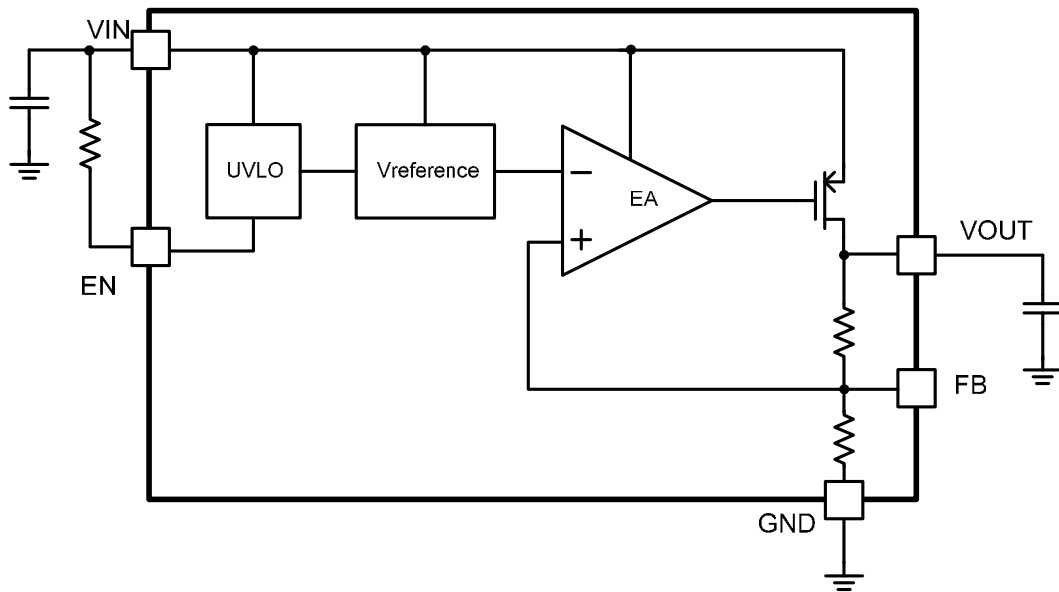 VIN
UVLO
Vreference
−
EA
+
EN
VOUT
FB
GND